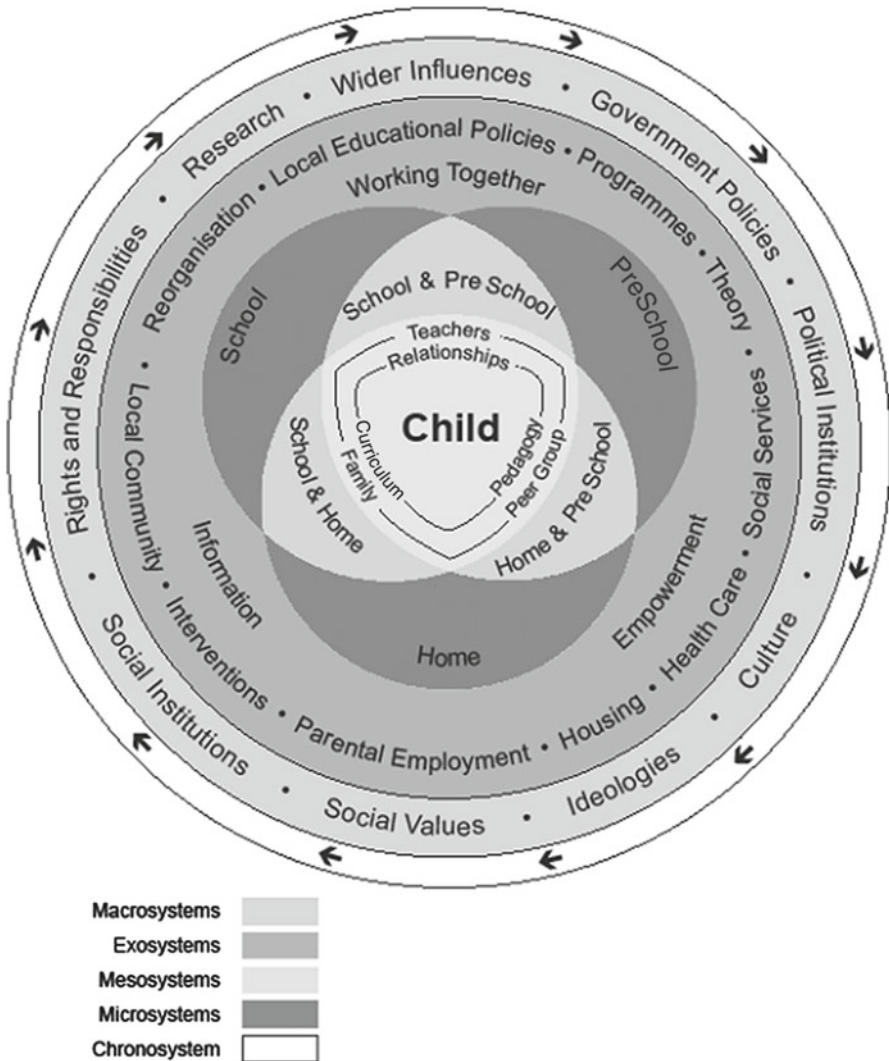 Rights and Responsibilities • Research • Wider Influences • Government Policies • Political Institutions • Culture • Ideologies • Social Values • Social Institutions •
Local Community • Reorganisation • Local Educational Policies • Programmes • Theory • Social Services • Health Care • Housing • Parental Employment • Interventions •
Working Together
Information
Empowerment
School
PreSchool
Home
School & Pre School
School & Home
Home & PreSchool
Teachers
Relationships
Curriculum
Family
Pedagogy
Peer Group
Child
Macrosystems
Exosystems
Mesosystems
Microsystems
Chronosystem